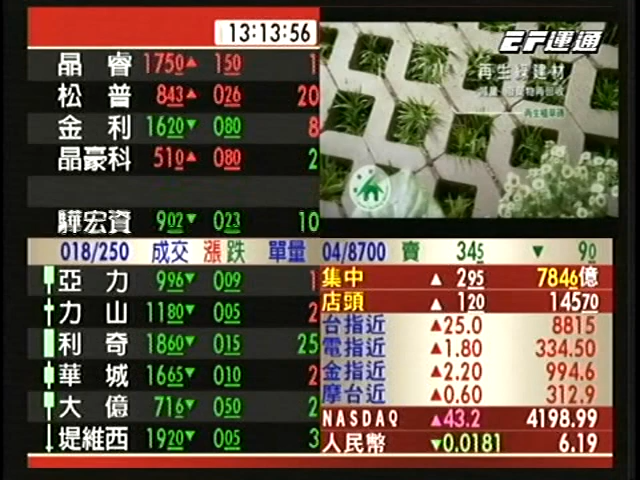 13:13:56
EF運通
再生綠建材
再生植草磚
晶睿 1750▲ 150 1
松普 843▲ 026 20
金利 1620▼ 080 8
晶豪科 510▲ 080 2
驊宏資 902▼ 023 10
018/250 成交 漲跌 單量 04/8700 賣 345 ▼ 90
亞力 996▼ 009 1
力山 1180▼ 005 2
利奇 1860▼ 015 25
華城 1665▼ 010 2
大億 716▼ 050 2
堤維西 1920▼ 005 3
集中 ▲ 295 7846億
店頭 ▲ 120 14570
台指近 ▲25.0 8815
電指近 ▲1.80 334.50
金指近 ▲2.20 994.6
摩台近 ▲0.60 312.9
NASDAQ ▲43.2 4198.99
人民幣 ▼0.0181 6.19